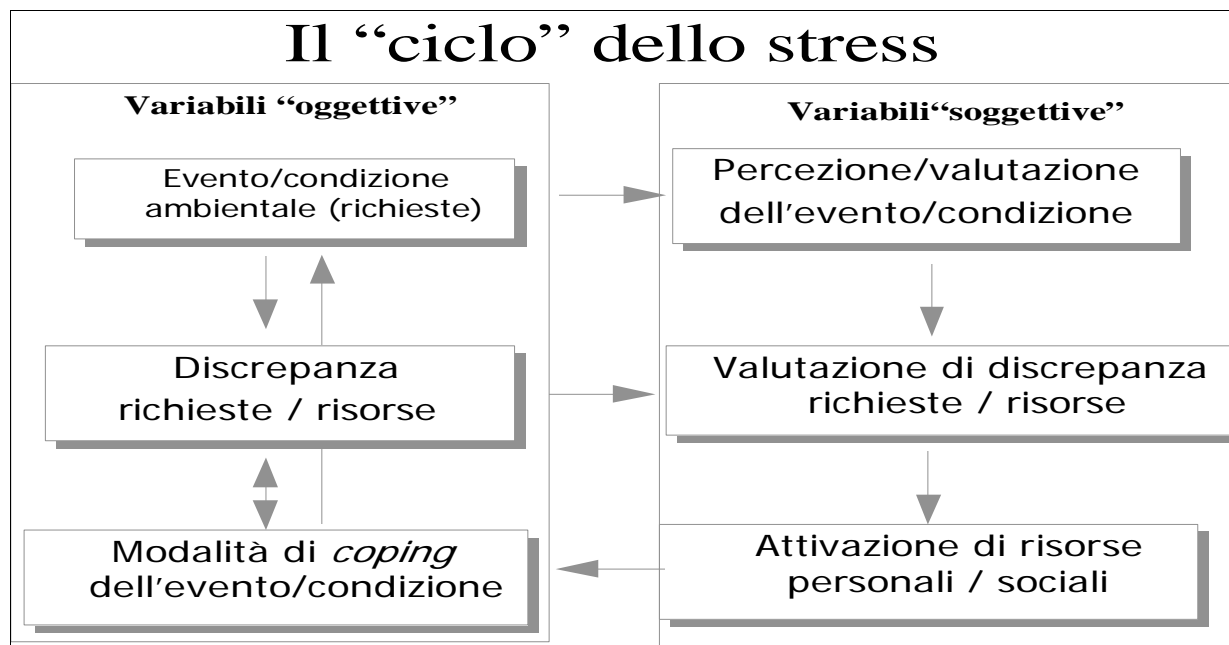 Il “ciclo” dello stress
Variabili “oggettive”
Evento/condizione
ambientale (richieste)
Discrepanza
richieste / risorse
Modalità di coping
dell'evento/condizione
Variabili“soggettive”
Percezione/valutazione
dell'evento/condizione
Valutazione di discrepanza
richieste / risorse
Attivazione di risorse
personali / sociali